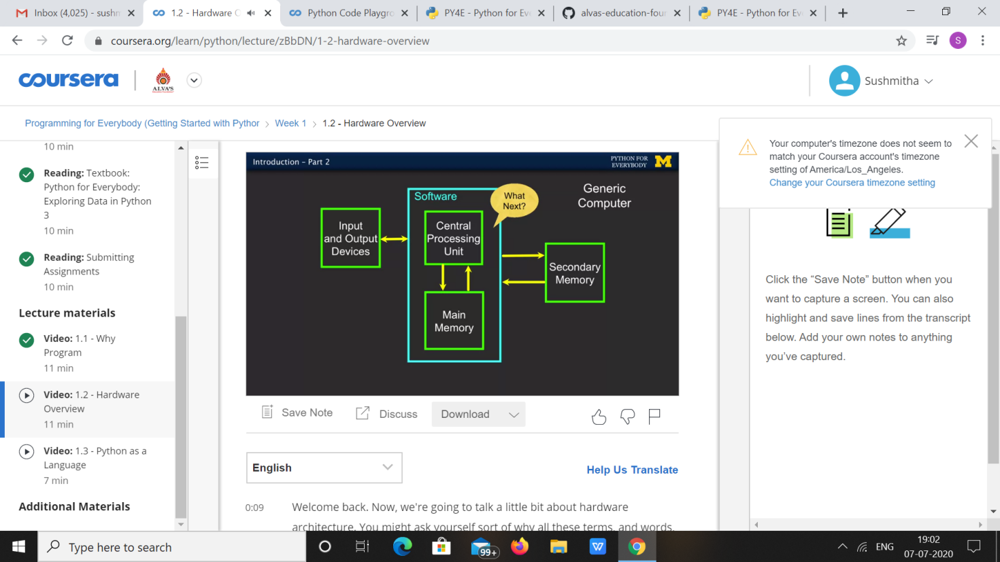 Inbox (4,025) - sushm
1.2 - Hardware O
Python Code Playgro
PY4E - Python for Ev
alvas-education-foun
PY4E - Python for Ev
coursera.org/learn/python/lecture/zBbDN/1-2-hardware-overview
S
coursera
ALVA'S
Sushmitha
Programming for Everybody (Getting Started with Python
Week 1
1.2 - Hardware Overview
Your computer's timezone does not seem to
match your Coursera account's timezone
setting of America/Los_Angeles.
Change your Coursera timezone setting
10 min
Reading: Textbook:
Python for Everybody:
Exploring Data in Python
3
10 min
Reading: Submitting
Assignments
10 min
Lecture materials
Video: 1.1 - Why
Program
11 min
Video: 1.2 - Hardware
Overview
11 min
Video: 1.3 - Python as a
Language
7 min
Additional Materials
Introduction – Part 2
PYTHON FOR
EVERYBODY
M
Software
What
Next?
Generic
Computer
Input
and Output
Devices
Central
Processing
Unit
Secondary
Memory
Main
Memory
Save Note
Discuss
Download
English
Help Us Translate
0:09
Welcome back. Now, we're going to talk a little bit about hardware
architecture. You might ask yourself sort of why all these terms, and words,
Click the “Save Note” button when you
want to capture a screen. You can also
highlight and save lines from the transcript
below. Add your own notes to anything
you’ve captured.
Type here to search
99+
W
ENG
19:02
07-07-2020